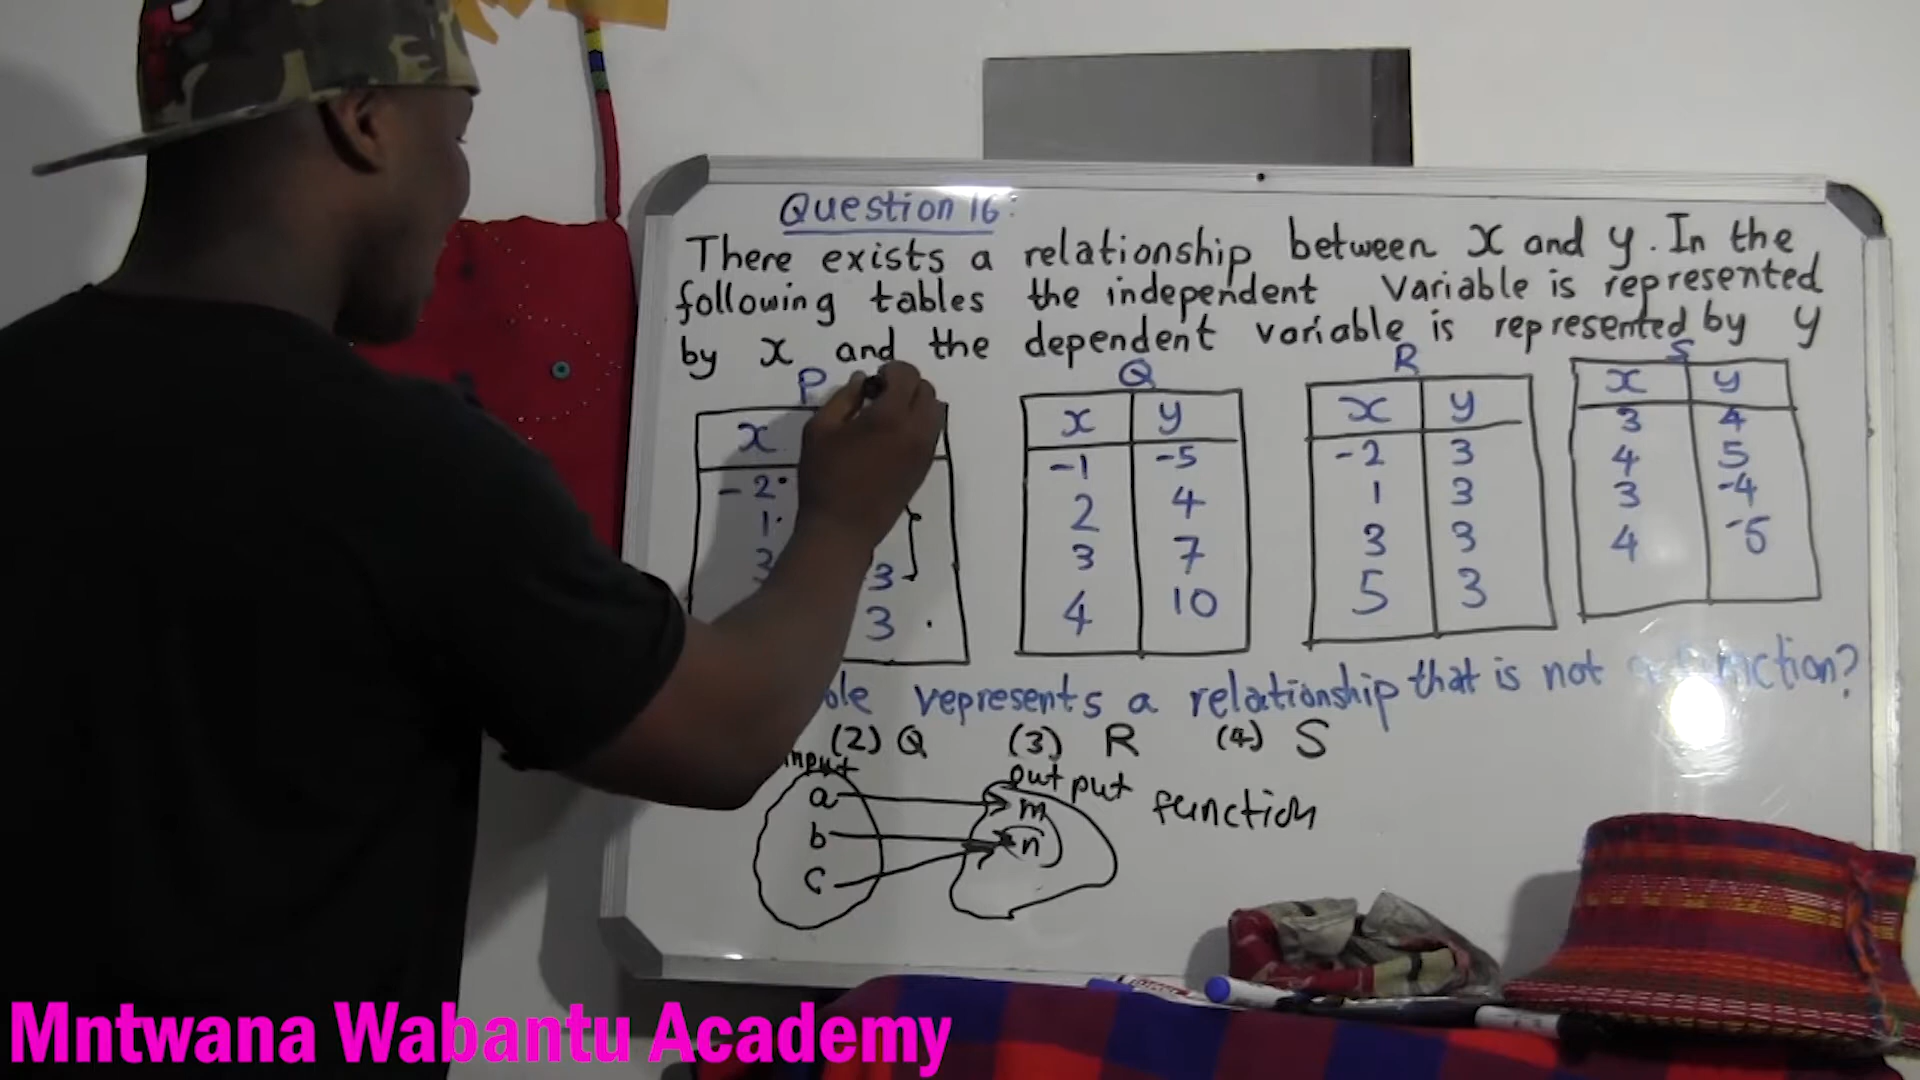 Question 16:
There exists a relationship between x and y. In the
following tables the independent variable is represented
by x and the dependent variable is represented by y
P Q R S
x
-2
1
3
3
3
x y
-1 -5
2 4
3 7
4 10
x y
-2 3
1 3
3 3
5 3
x y
3 4
4 5
3 -4
4 -5
represents a relationship that is not a function?
(2) Q (3) R (4) S
input output function
a m
b n
c
Mntwana Wabantu Academy